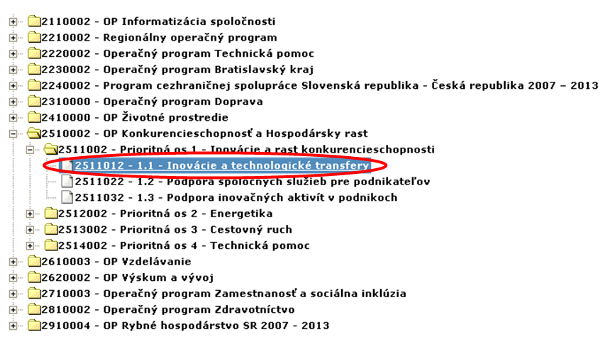 2110002 - OP Informatizácia spoločnosti
2210002 - Regionálny operačný program
2220002 - Operačný program Technická pomoc
2230002 - Operačný program Bratislavský kraj
2240002 - Program cezhraničnej spolupráce Slovenská republika - Česká republika 2007 – 2013
2310000 - Operačný program Doprava
2410000 - OP Životné prostredie
2510002 - OP Konkurencieschopnosť a Hospodársky rast
2511002 - Prioritná os 1 - Inovácie a rast konkurencieschopnosti
2511012 - 1.1 - Inovácie a technologické transfery
2511022 - 1.2 - Podpora spoločných služieb pre podnikateľov
2511032 - 1.3 - Podpora inovačných aktivít v podnikoch
2512002 - Prioritná os 2 - Energetika
2513002 - Prioritná os 3 - Cestovný ruch
2514002 - Prioritná os 4 - Technická pomoc
2610003 - OP Vzdelávanie
2620002 - OP Výskum a vývoj
2710003 - Operačný program Zamestnanosť a sociálna inklúzia
2810002 - Operačný program Zdravotníctvo
2910004 - OP Rybné hospodárstvo SR 2007 - 2013